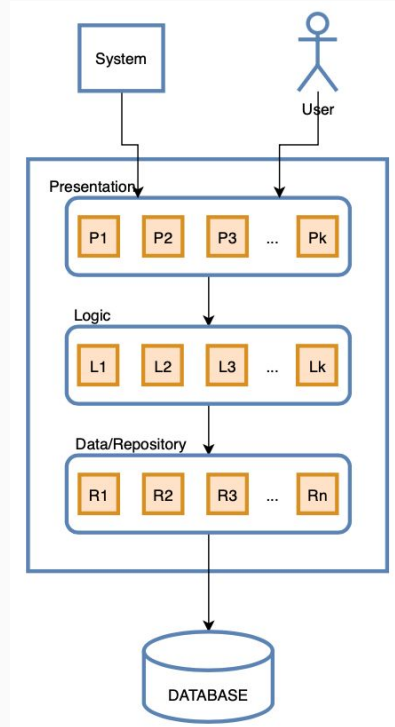 System
User
Presentation
P1 P2 P3 ... Pk
Logic
L1 L2 L3 ... Lk
Data/Repository
R1 R2 R3 ... Rn
DATABASE